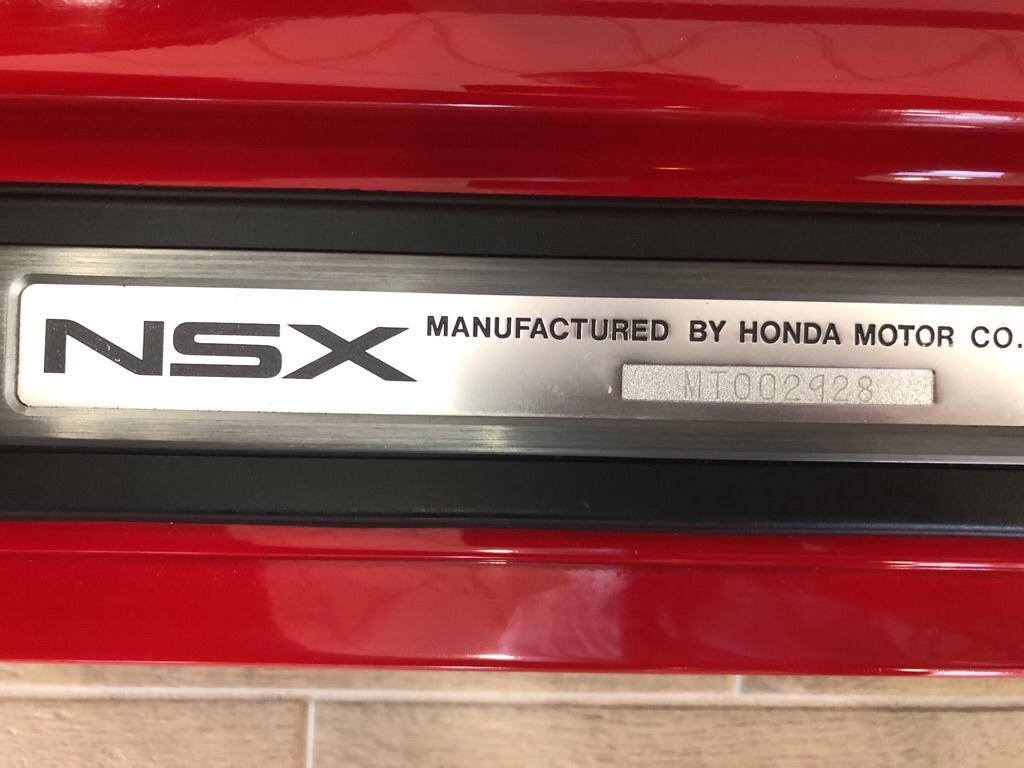 NSX
MANUFACTURED BY HONDA MOTOR CO.
MT002928